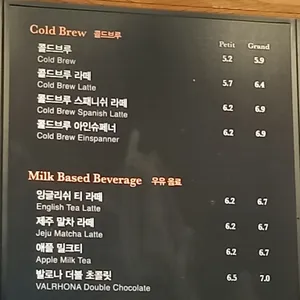 Cold Brew 콜드브루 Petit Grand
콜드브루 5.2 5.9
Cold Brew
콜드브루 라떼 5.7 6.4
Cold Brew Latte
콜드브루 스패니쉬 라떼 6.2 6.9
Cold Brew Spanish Latte
콜드브루 아인슈페너 6.2 6.9
Cold Brew Einspanner
Milk Based Beverage 우유 음료
잉글리쉬 티 라떼 6.2 6.7
English Tea Latte
제주 말차 라떼 6.2 6.7
Jeju Matcha Latte
애플 밀크티 6.2 6.7
Apple Milk Tea
발로나 더블 초콜릿 6.5 7.0
VALRHONA Double Chocolate